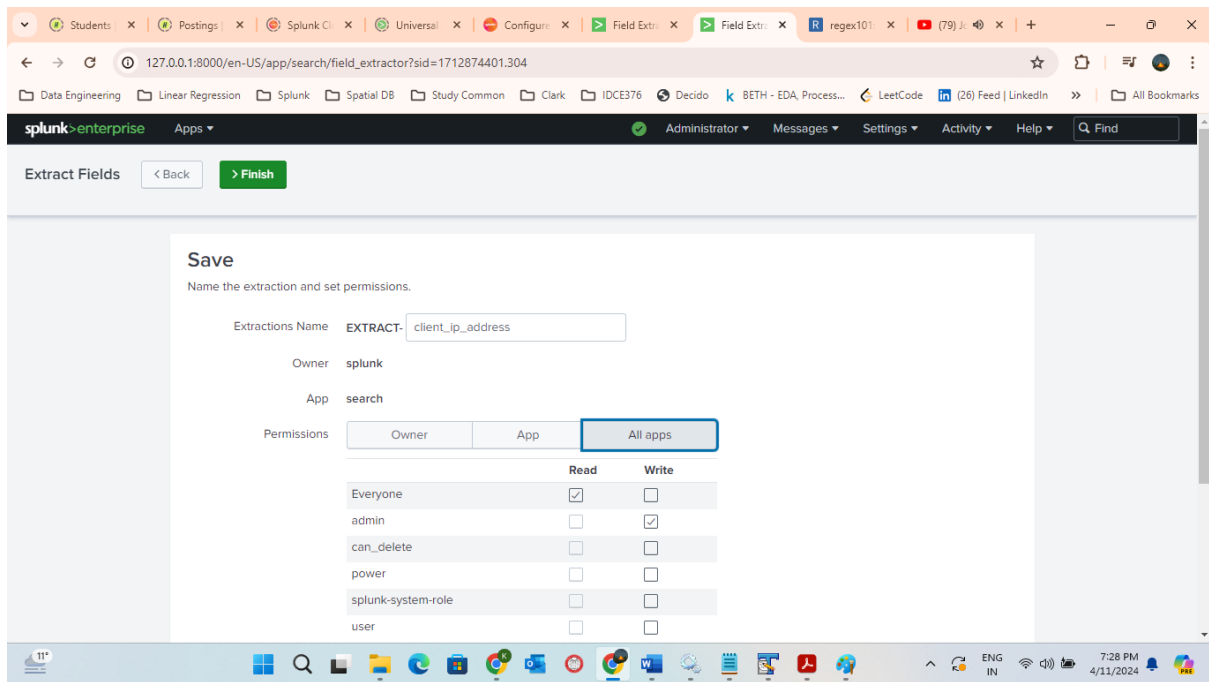 Students Postings Splunk Cl Universal Configure Field Extra Field Extra regex101: (79) Jc
127.0.0.1:8000/en-US/app/search/field_extractor?sid=1712874401.304
Data Engineering Linear Regression Splunk Spatial DB Study Common Clark IDCE376 Decido BETH - EDA, Process... LeetCode (26) Feed | LinkedIn » All Bookmarks
splunk>enterprise Apps Administrator Messages Settings Activity Help Find
Extract Fields < Back > Finish
Save
Name the extraction and set permissions.
Extractions Name EXTRACT- client_ip_address
Owner splunk
App search
Permissions Owner App All apps
Read Write
Everyone
admin
can_delete
power
splunk-system-role
user
11° ENG 7:28 PM
IN 4/11/2024 PRE